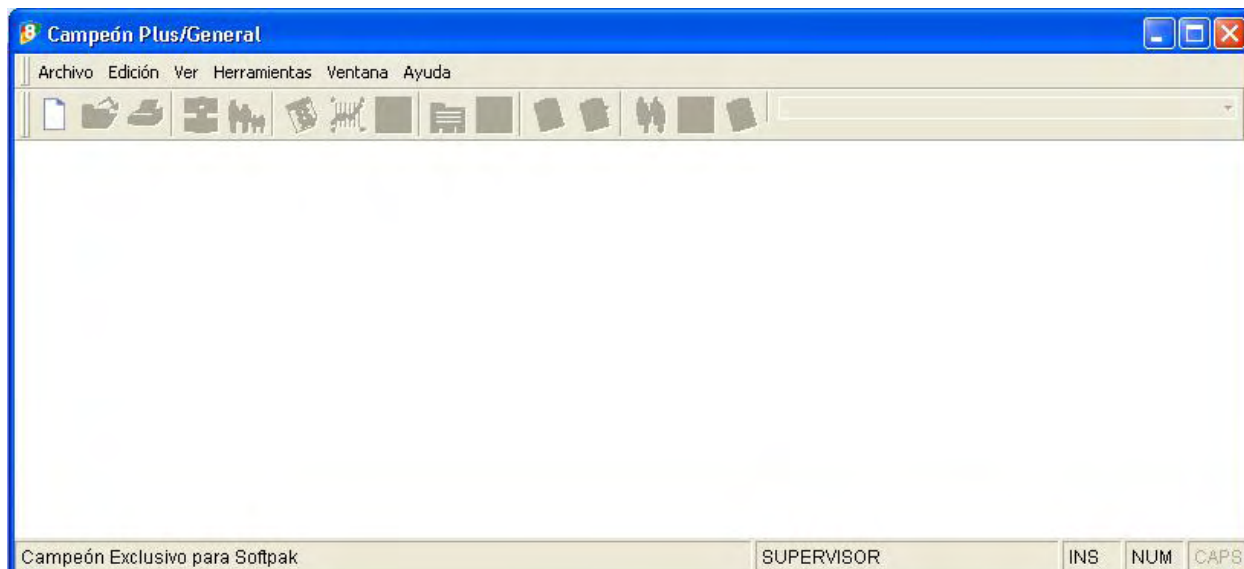 Campeón Plus/General
Archivo Edición Ver Herramientas Ventana Ayuda
Campeón Exclusivo para Softpak SUPERVISOR INS NUM CAPS